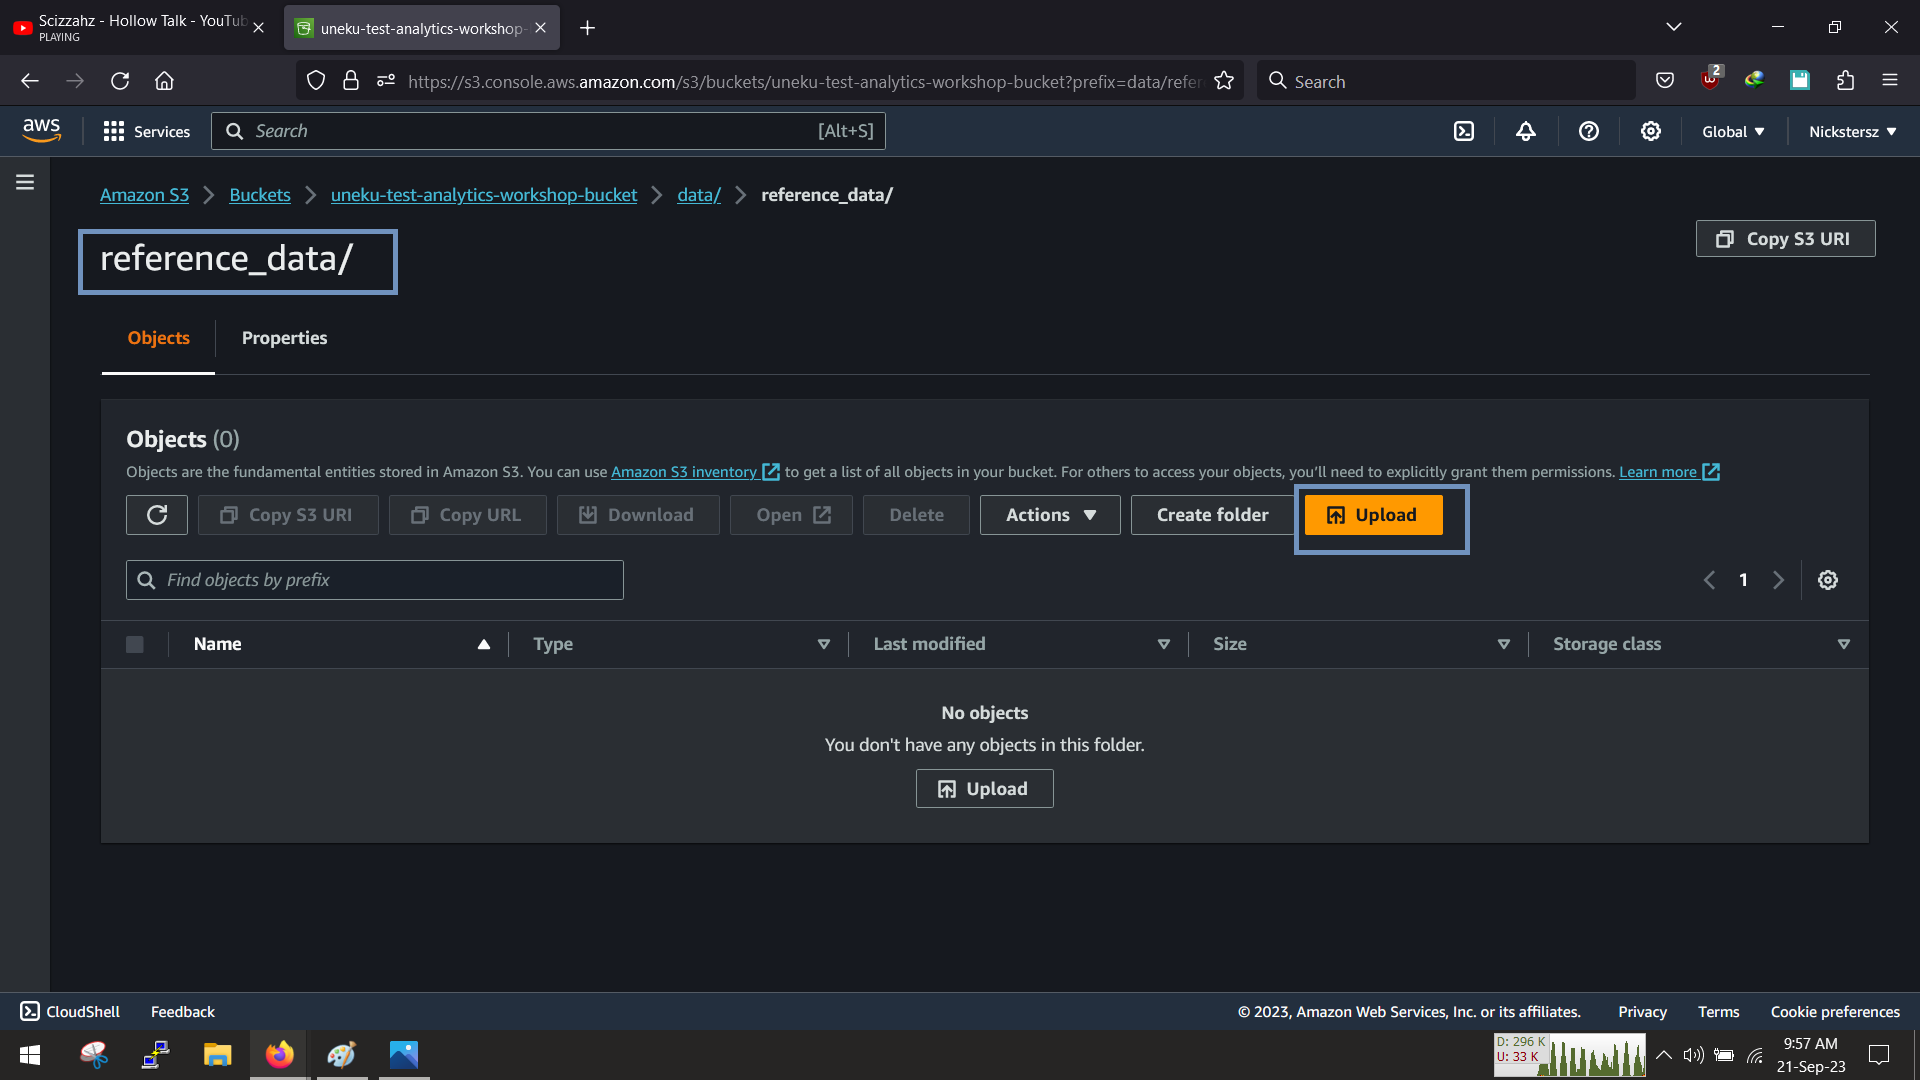 Scizzahz - Hollow Talk - YouTub
PLAYING
uneku-test-analytics-workshop-
https://s3.console.aws.amazon.com/s3/buckets/uneku-test-analytics-workshop-bucket?prefix=data/refer
Search
2
aws
Services
Search
[Alt+S]
Global
Nickstersz
Amazon S3
Buckets
uneku-test-analytics-workshop-bucket
data/
reference_data/
reference_data/
Copy S3 URI
Objects
Properties
Objects (0)
Objects are the fundamental entities stored in Amazon S3. You can use Amazon S3 inventory to get a list of all objects in your bucket. For others to access your objects, you’ll need to explicitly grant them permissions. Learn more
Copy S3 URI
Copy URL
Download
Open
Delete
Actions
Create folder
Upload
Find objects by prefix
1
Name
Type
Last modified
Size
Storage class
No objects
You don't have any objects in this folder.
Upload
CloudShell
Feedback
© 2023, Amazon Web Services, Inc. or its affiliates.
Privacy
Terms
Cookie preferences
D: 296 K
U: 33 K
9:57 AM
21-Sep-23